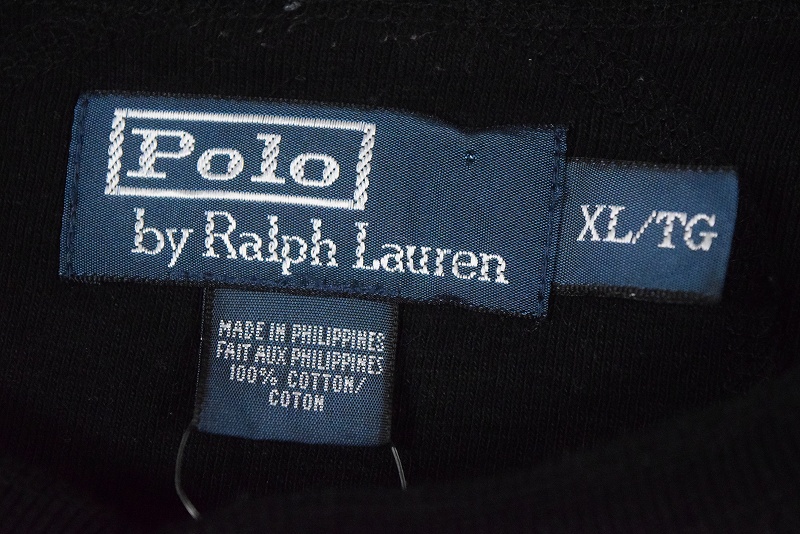 Polo
by Ralph Lauren
XL/TG
MADE IN PHILIPPINES
FAIT AUX PHILIPPINES
100% COTTON/
COTON